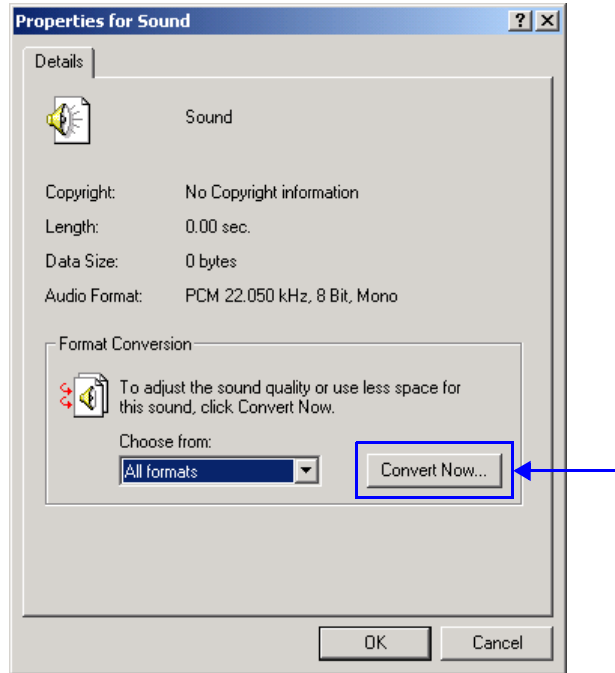 Properties for Sound
Details
Sound
Copyright: No Copyright information
Length: 0.00 sec.
Data Size: 0 bytes
Audio Format: PCM 22.050 kHz, 8 Bit, Mono
Format Conversion
To adjust the sound quality or use less space for
this sound, click Convert Now.
Choose from:
All formats Convert Now...
OK Cancel